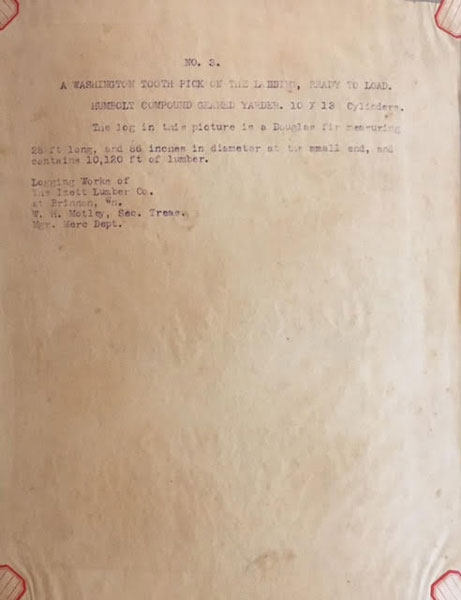 NO. 3.
A WASHINGTON TOOTH PICK ON THE LANDING, READY TO LOAD.
HUMBOLT COMPOUND GEARED YARDER. 10 X 13 Cylinders.
The log in this picture is a Douglas fir measuring
28 ft long, and 86 inches in diameter at the small end, and
contains 10,120 ft of lumber.
Logging Works of
The Izett Lumber Co.
at Brinnon, Wn.
W. H. Motley, Sec. Treas.
Mgr. Merc Dept.